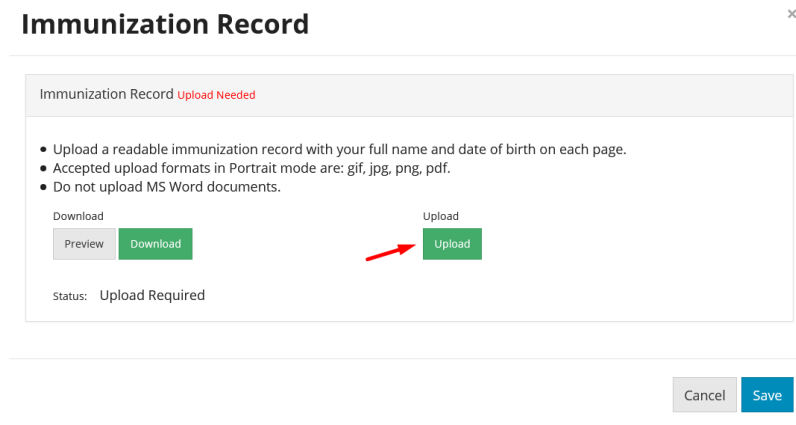 Immunization Record
×
Immunization Record Upload Needed
● Upload a readable immunization record with your full name and date of birth on each page.
● Accepted upload formats in Portrait mode are: gif, jpg, png, pdf.
● Do not upload MS Word documents.
Download Upload
Preview Download Upload
Status: Upload Required
Cancel Save